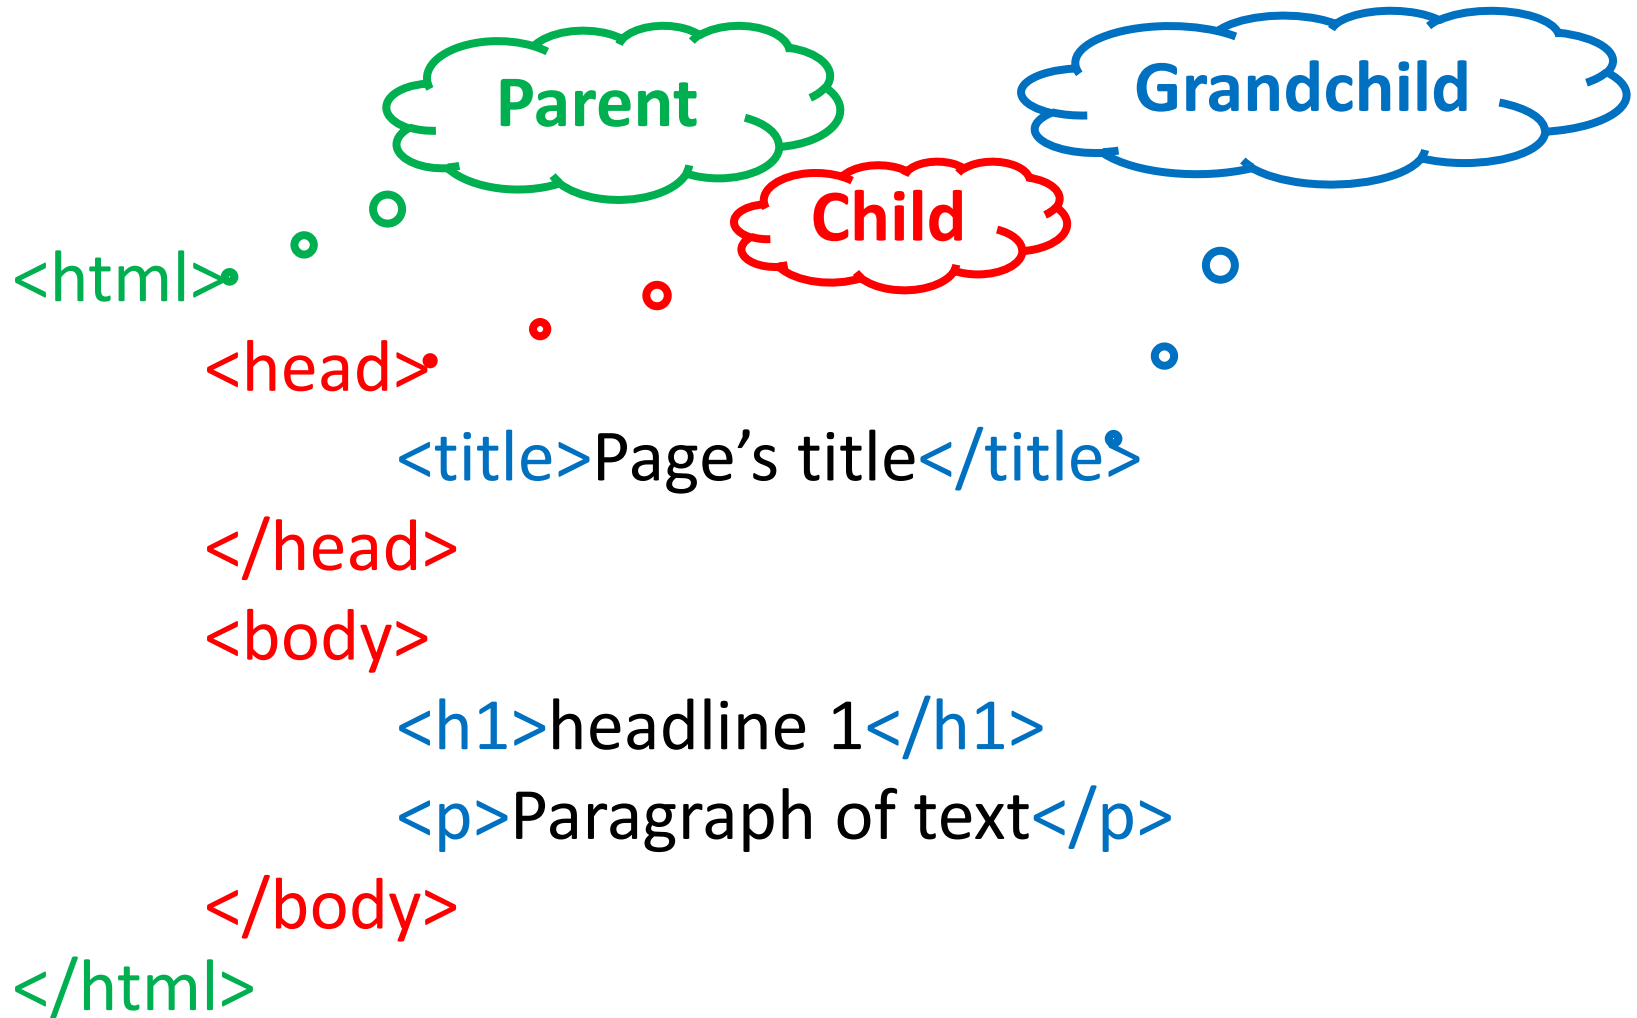 Parent
Grandchild
Child
<html>
<head>
<title>Page’s title</title>
</head>
<body>
<h1>headline 1</h1>
<p>Paragraph of text</p>
</body>
</html>